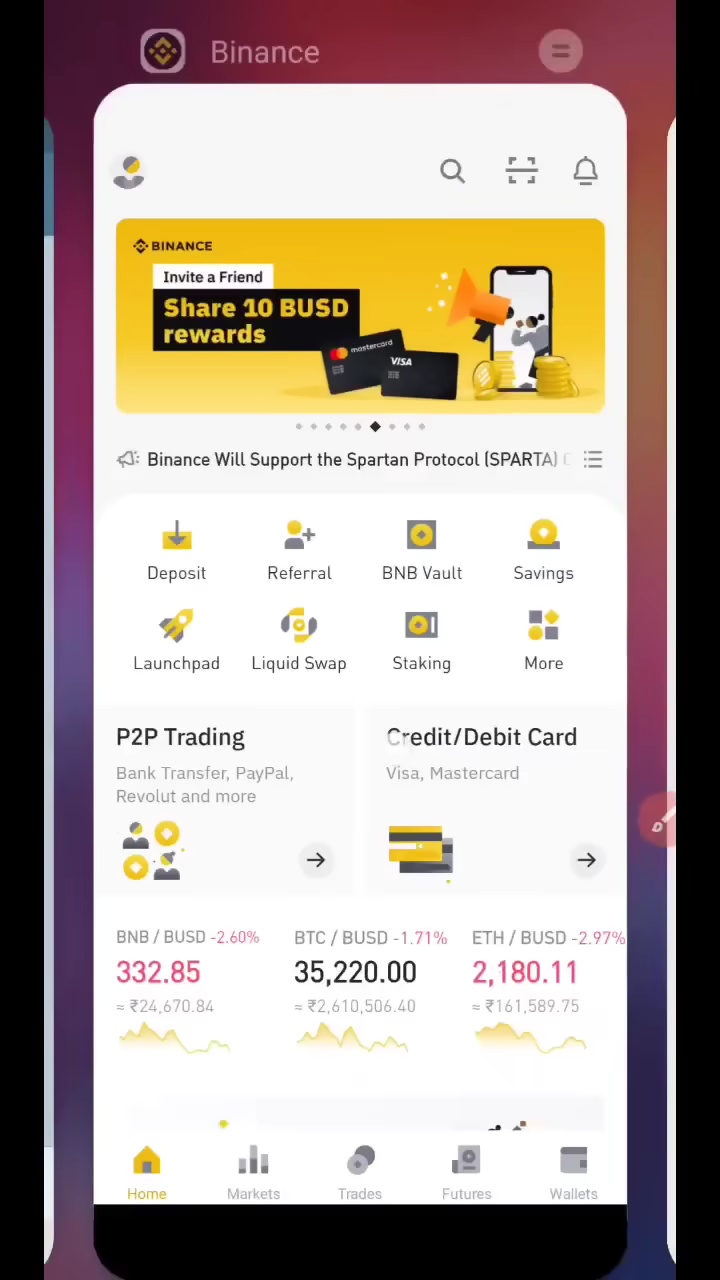 Binance
BINANCE
Invite a Friend
Share 10 BUSD
rewards
mastercard
VISA
Binance Will Support the Spartan Protocol (SPARTA)
Deposit
Referral
BNB Vault
Savings
Launchpad
Liquid Swap
Staking
More
P2P Trading
Bank Transfer, PayPal,
Revolut and more
Credit/Debit Card
Visa, Mastercard
BNB / BUSD -2.60%
332.85
≈ ₹24,670.84
BTC / BUSD -1.71%
35,220.00
≈ ₹2,610,506.40
ETH / BUSD -2.97%
2,180.11
≈ ₹161,589.75
Home
Markets
Trades
Futures
Wallets